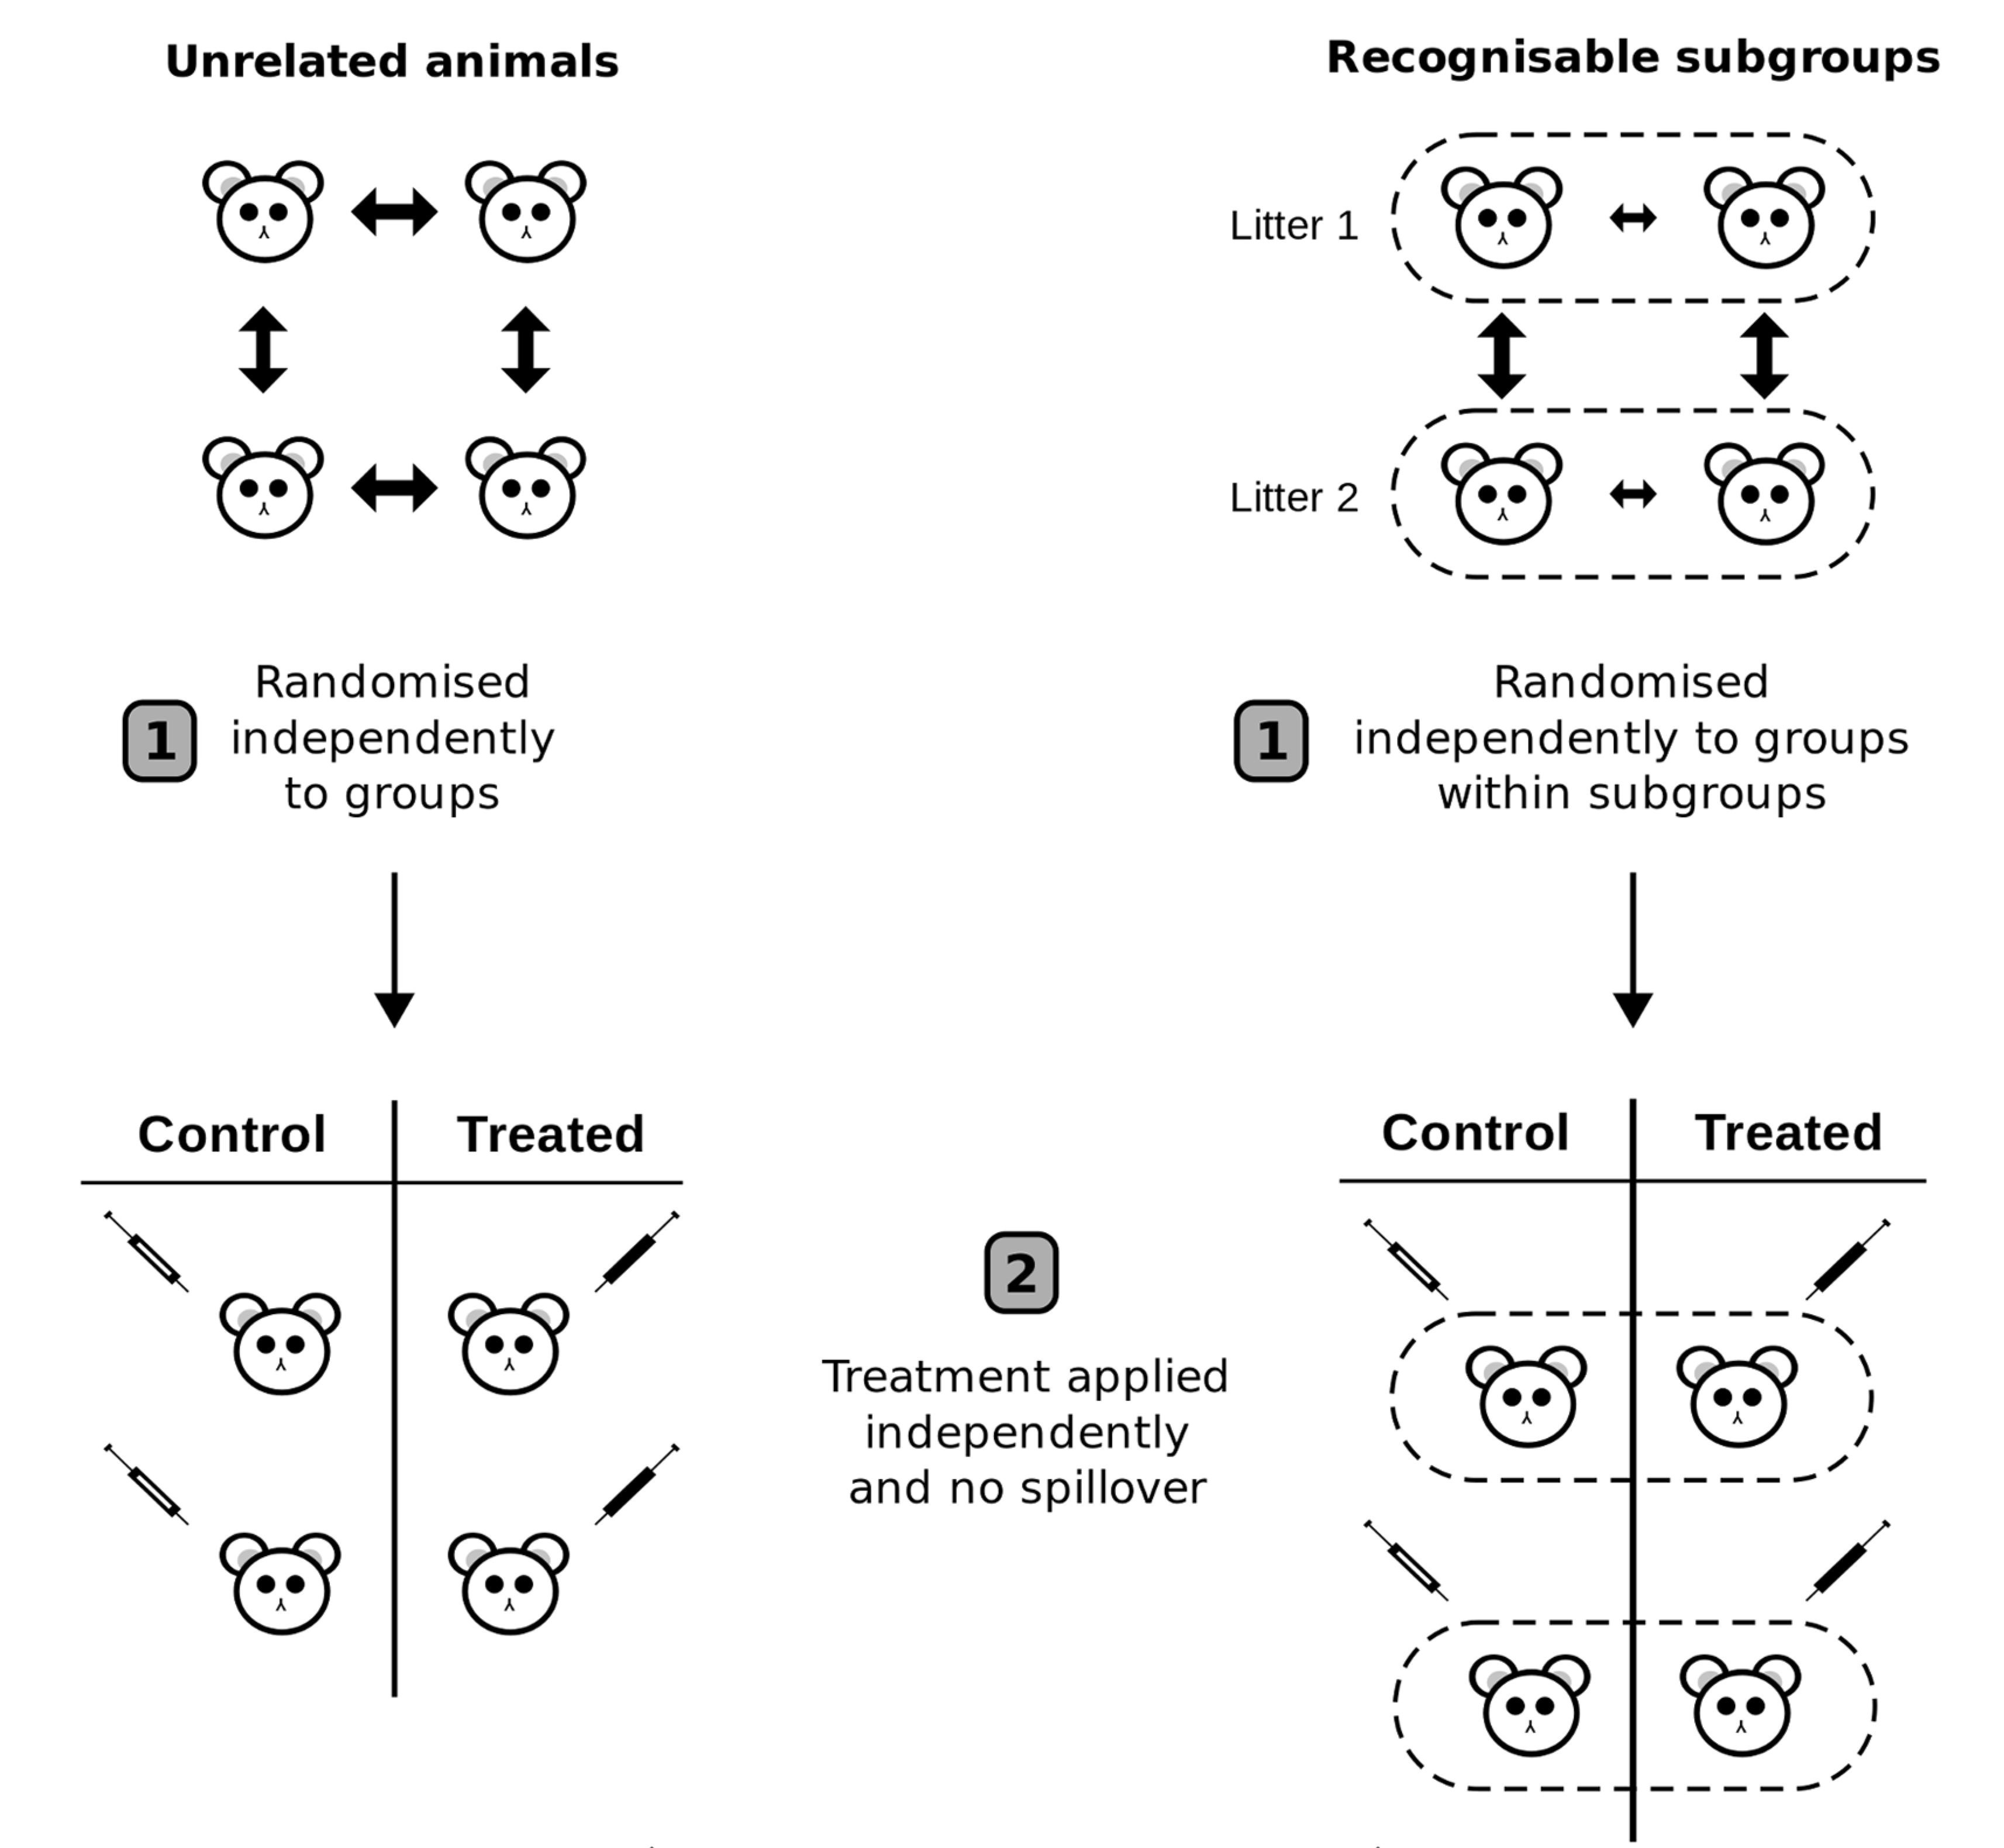 Unrelated animals
Recognisable subgroups
Litter 1
Litter 2
1
Randomised
independently
to groups
1
Randomised
independently to groups
within subgroups
Control
Treated
Control
Treated
2
Treatment applied
independently
and no spillover